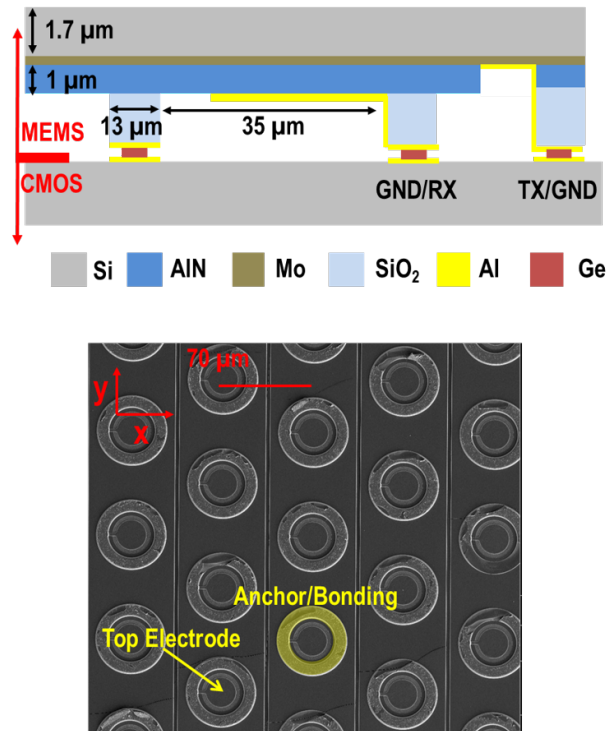 1.7 µm
1 µm
13 µm
35 µm
MEMS
CMOS
GND/RX
TX/GND
Si
AlN
Mo
SiO₂
Al
Ge
70 µm
y
x
Anchor/Bonding
Top Electrode